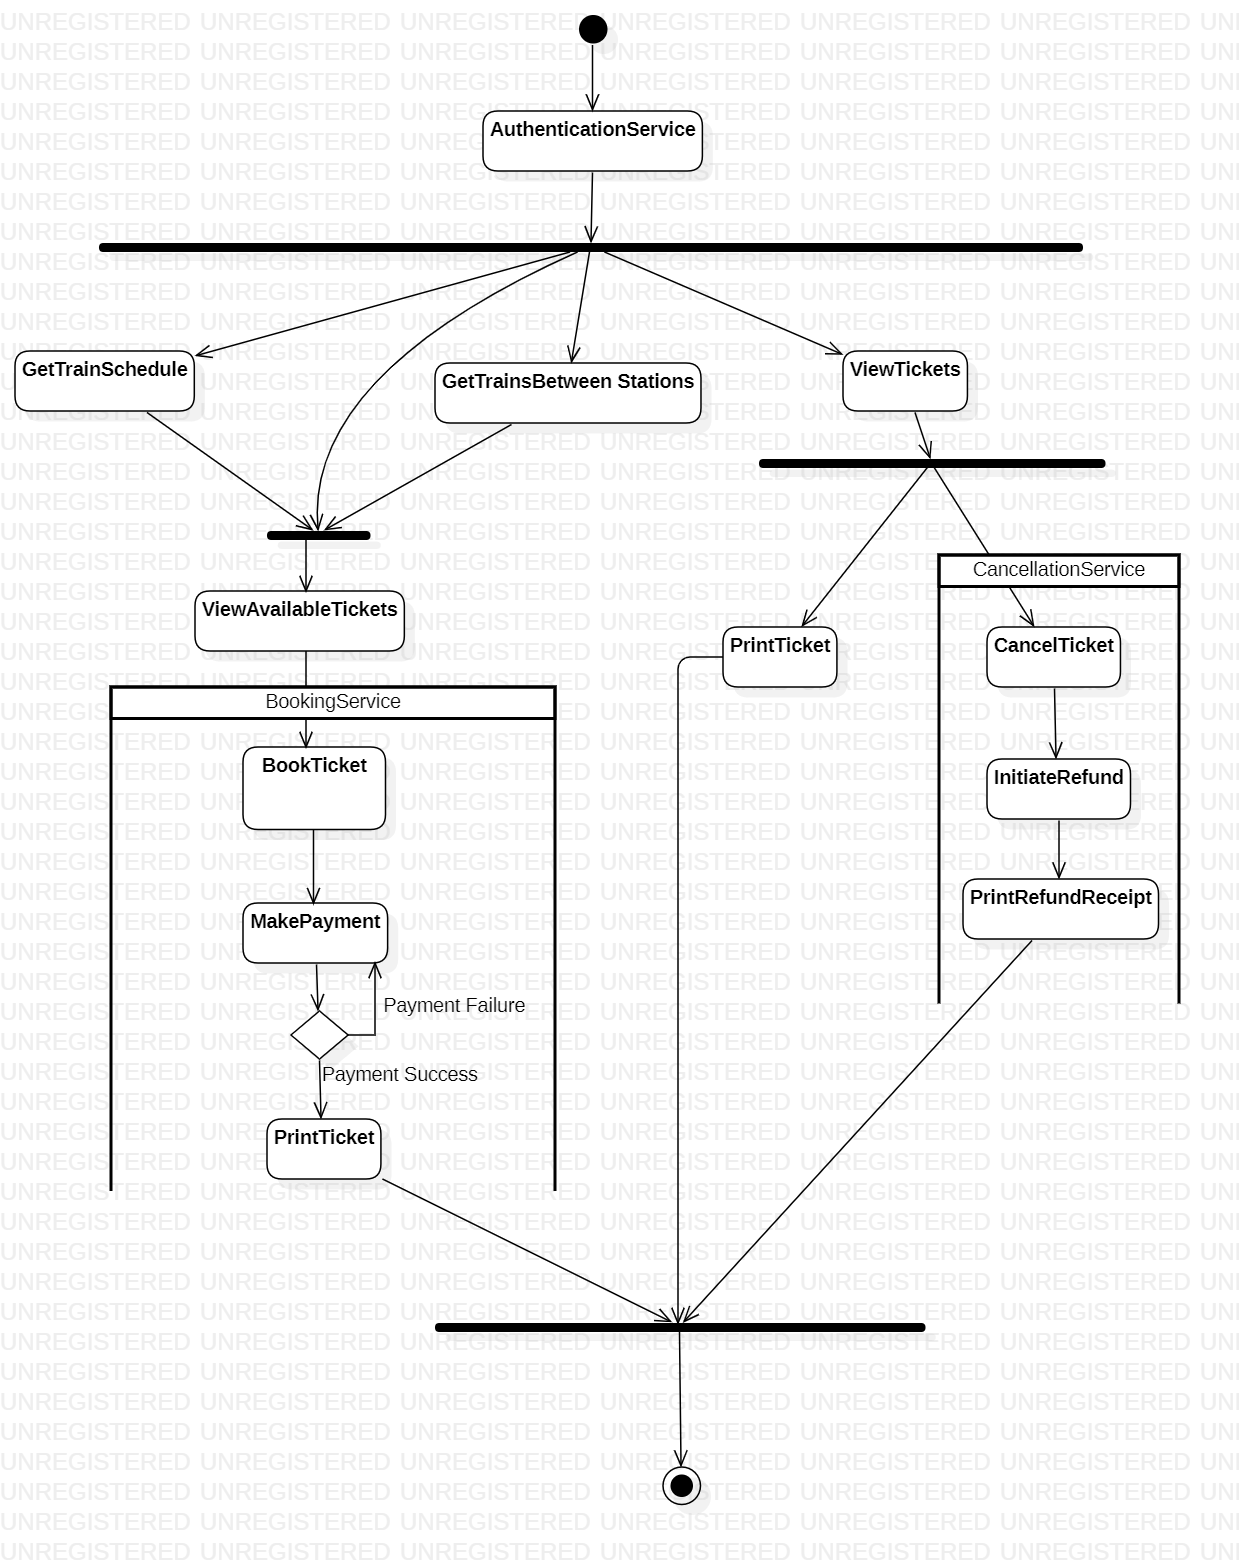 AuthenticationService
GetTrainSchedule
GetTrainsBetween Stations
ViewTickets
CancellationService
ViewAvailableTickets
PrintTicket
CancelTicket
BookingService
BookTicket
InitiateRefund
PrintRefundReceipt
MakePayment
Payment Failure
Payment Success
PrintTicket
UNREGISTERED